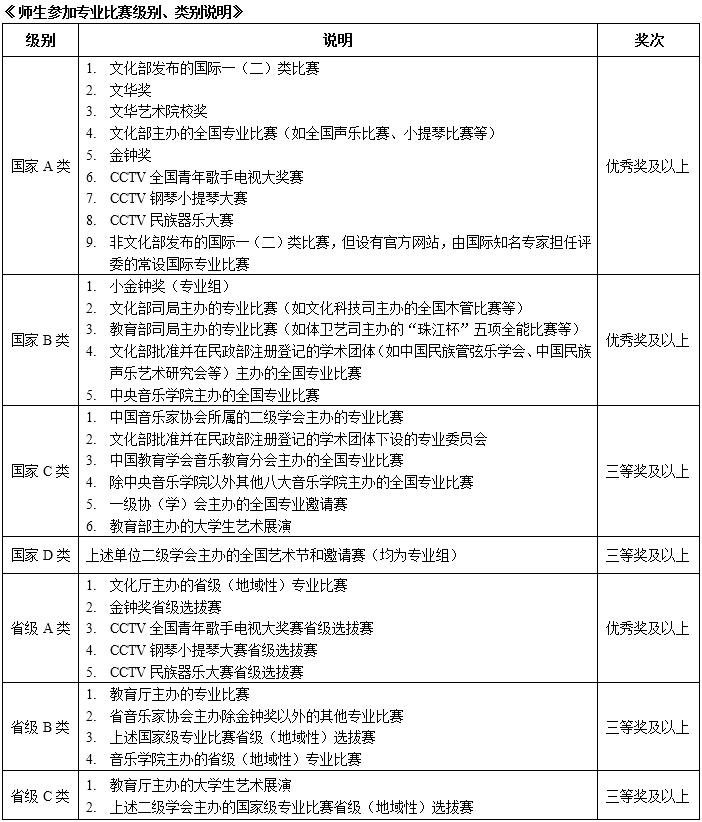 《师生参加专业比赛级别、类别说明》
级别 说明 奖次
国家 A 类
1. 文化部发布的国际一（二）类比赛
2. 文华奖
3. 文华艺术院校奖
4. 文化部主办的全国专业比赛（如全国声乐比赛、小提琴比赛等）
5. 金钟奖
6. CCTV 全国青年歌手电视大奖赛
7. CCTV 钢琴小提琴大赛
8. CCTV 民族器乐大赛
9. 非文化部发布的国际一（二）类比赛，但设有官方网站，由国际知名专家担任评
委的常设国际专业比赛
优秀奖及以上
国家 B 类
1. 小金钟奖（专业组）
2. 文化部司局主办的专业比赛（如文化科技司主办的全国木管比赛等）
3. 教育部司局主办的专业比赛（如体卫艺司主办的“珠江杯”五项全能比赛等）
4. 文化部批准并在民政部注册登记的学术团体（如中国民族管弦乐学会、中国民族
声乐艺术研究会等）主办的全国专业比赛
5. 中央音乐学院主办的全国专业比赛
优秀奖及以上
国家 C 类
1. 中国音乐家协会所属的二级学会主办的专业比赛
2. 文化部批准并在民政部注册登记的学术团体下设的专业委员会
3. 中国教育学会音乐教育分会主办的全国专业比赛
4. 除中央音乐学院以外其他八大音乐学院主办的全国专业比赛
5. 一级协（学）会主办的全国专业邀请赛
6. 教育部主办的大学生艺术展演
三等奖及以上
国家 D 类 上述单位二级学会主办的全国艺术节和邀请赛（均为专业组） 三等奖及以上
省级 A 类
1. 文化厅主办的省级（地域性）专业比赛
2. 金钟奖省级选拔赛
3. CCTV 全国青年歌手电视大奖赛省级选拔赛
4. CCTV 钢琴小提琴大赛省级选拔赛
5. CCTV 民族器乐大赛省级选拔赛
优秀奖及以上
省级 B 类
1. 教育厅主办的专业比赛
2. 省音乐家协会主办除金钟奖以外的其他专业比赛
3. 上述国家级专业比赛省级（地域性）选拔赛
4. 音乐学院主办的省级（地域性）专业比赛
三等奖及以上
省级 C 类
1. 教育厅主办的大学生艺术展演
2. 上述二级学会主办的国家级专业比赛省级（地域性）选拔赛
三等奖及以上